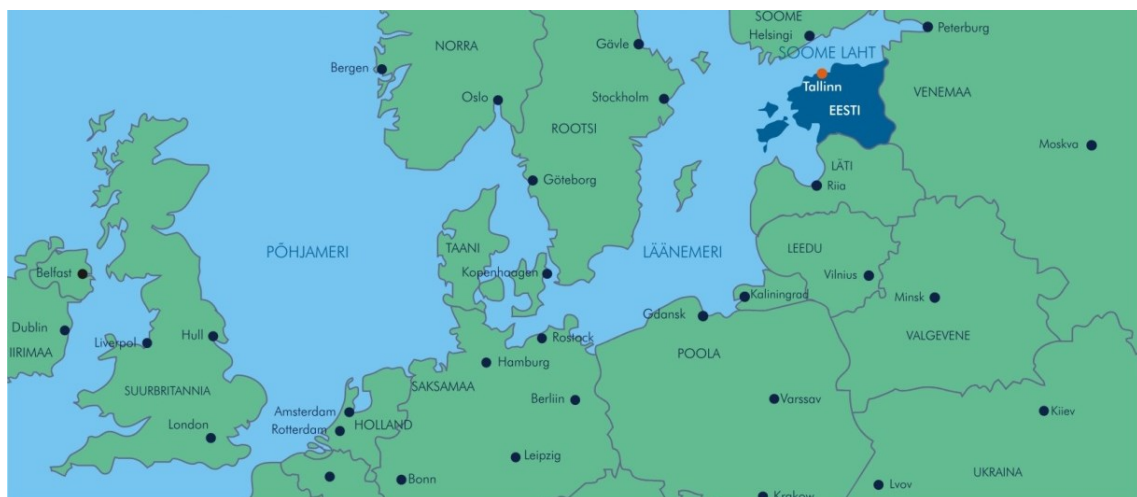 SOOME
Helsingi
Peterburg
NORRA
Gävle
SOOME LAHT
Bergen
Tallinn
Oslo
Stockholm
EESTI
VENEMAA
ROOTSI
Moskva
LÄTI
Göteborg
Riia
PÕHJAMERI
TAANI
LÄÄNEMERI
LEEDU
Belfast
Kopenhaagen
Vilnius
Kaliningrad
Minsk
Gdansk
Dublin
Hull
Rostock
VALGEVENE
Liverpol
IIRIMAA
POOLA
Hamburg
SUURBRITANNIA
SAKSAMAA
Berliin
Varssav
Amsterdam
Kiiev
London
Rotterdam
HOLLAND
Leipzig
UKRAINA
Bonn
Lvov
Krakow